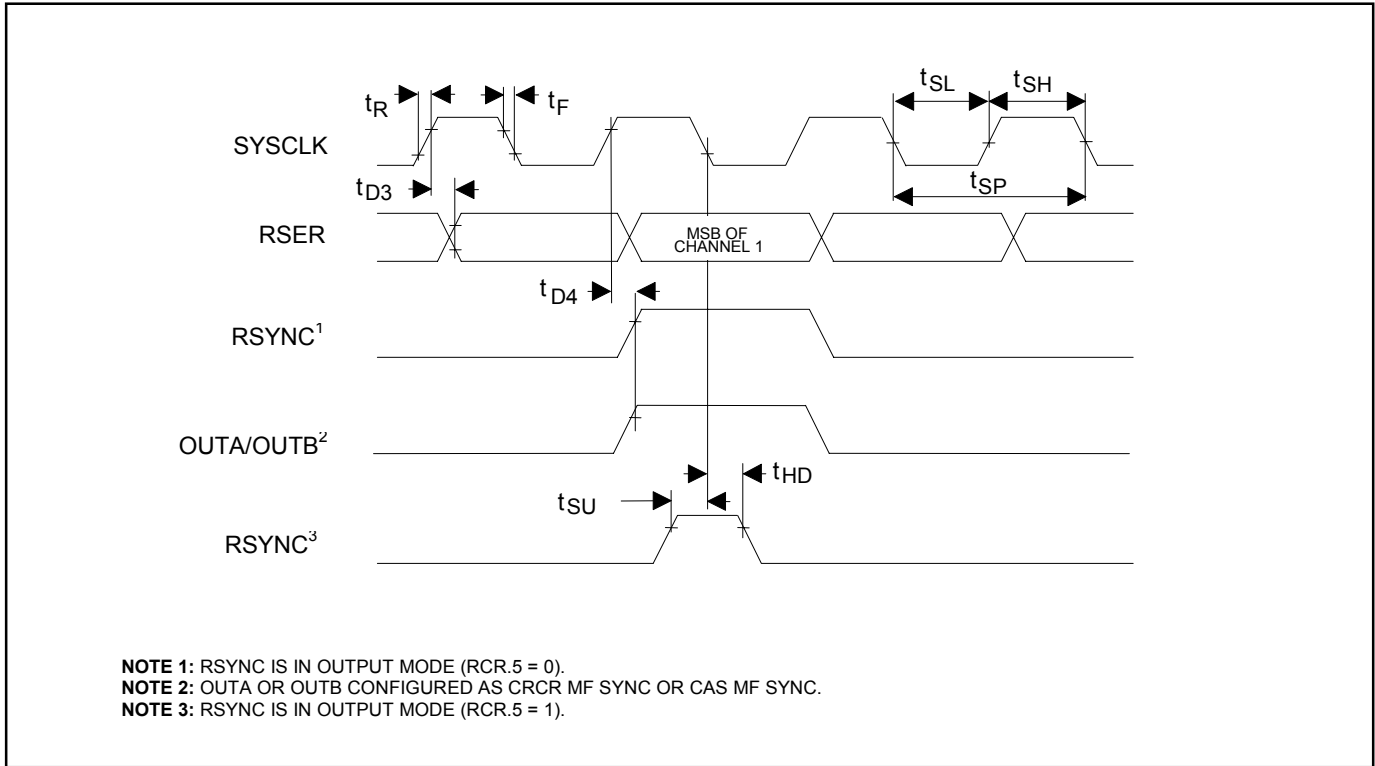 tSL tSH
tR tF
SYSCLK
tSP
tD3
RSER
MSB OF
CHANNEL 1
tD4
RSYNC1
OUTA/OUTB2
tHD
tSU
RSYNC3
NOTE 1: RSYNC IS IN OUTPUT MODE (RCR.5 = 0).
NOTE 2: OUTA OR OUTB CONFIGURED AS CRCR MF SYNC OR CAS MF SYNC.
NOTE 3: RSYNC IS IN OUTPUT MODE (RCR.5 = 1).